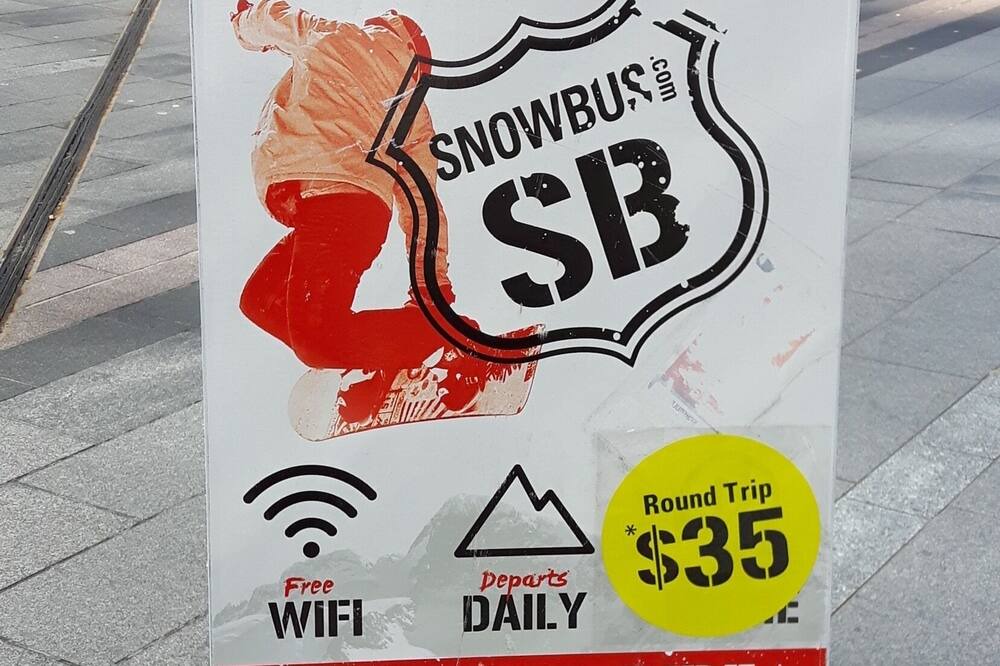 SNOWBUS.com
SB
Free
WIFI
Departs
DAILY
Round Trip
*$35